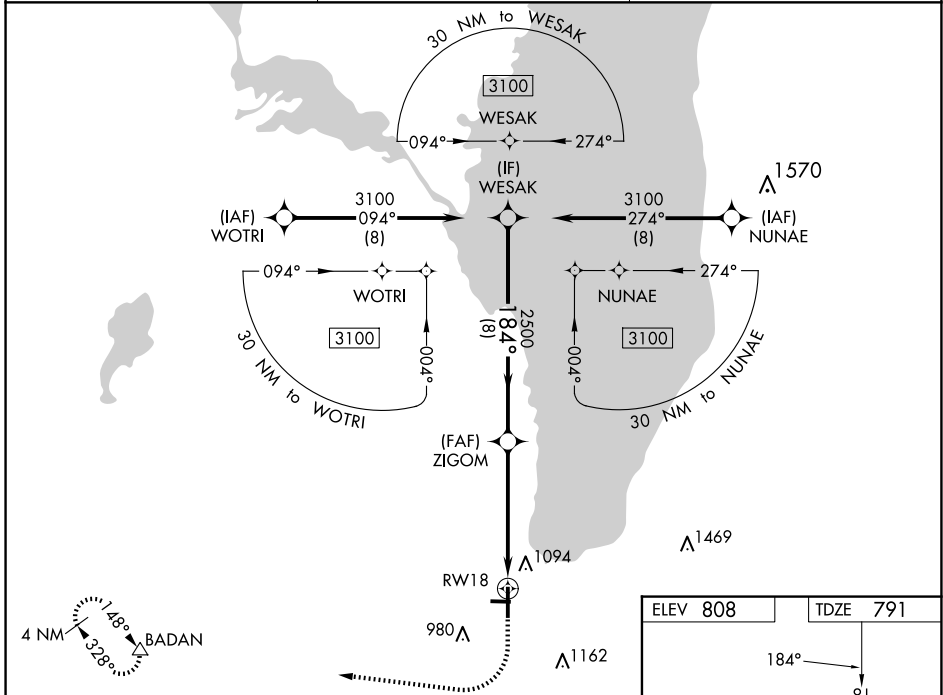 30 NM to WESAK
3100
WESAK
094°
274°
(IF)
WESAK
1570
3100
094°
(8)
3100
274°
(8)
(IAF)
WOTRI
(IAF)
NUNAE
094°
WOTRI
NUNAE
274°
3100
004°
30 NM to WOTRI
2500
184°
(8)
004°
3100
30 NM to NUNAE
(FAF)
ZIGOM
1469
1094
RW18
980
1162
4 NM
148°
328°
BADAN
ELEV 808
TDZE 791
184°